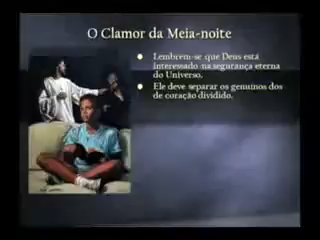 O Clamor da Meia-noite
Lembrem-se que Deus está
interessado na segurança eterna
do Universo.
Ele deve separar os genuínos dos
de coração dividido.